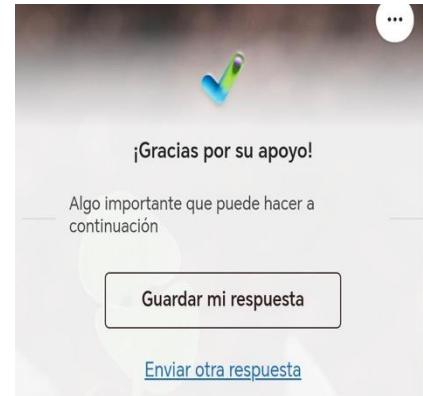 ¡Gracias por su apoyo!
Algo importante que puede hacer a
continuación
Guardar mi respuesta
Enviar otra respuesta